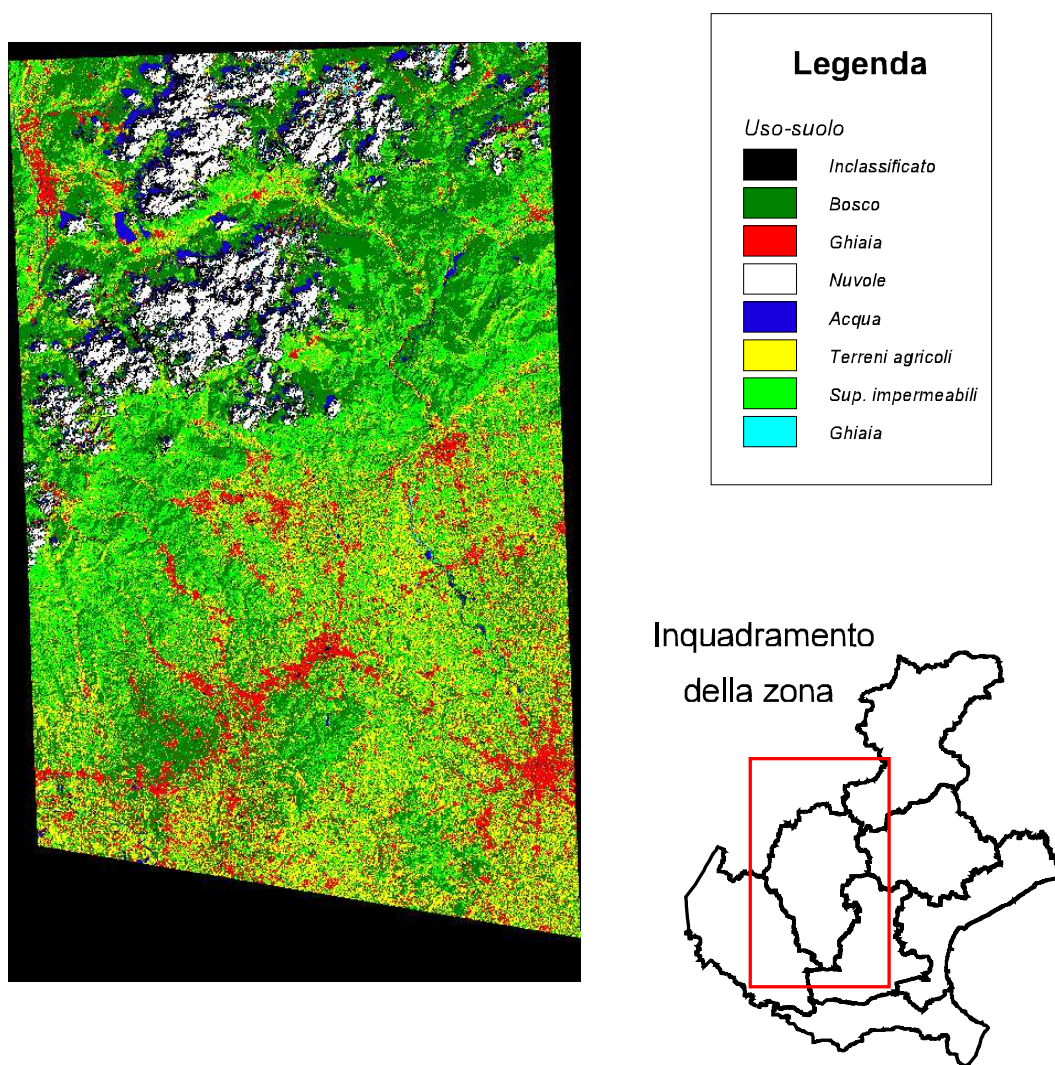 Legenda
Uso-suolo
Inclassificato
Bosco
Ghiaia
Nuvole
Acqua
Terreni agricoli
Sup. impermeabili
Ghiaia
Inquadramento
della zona